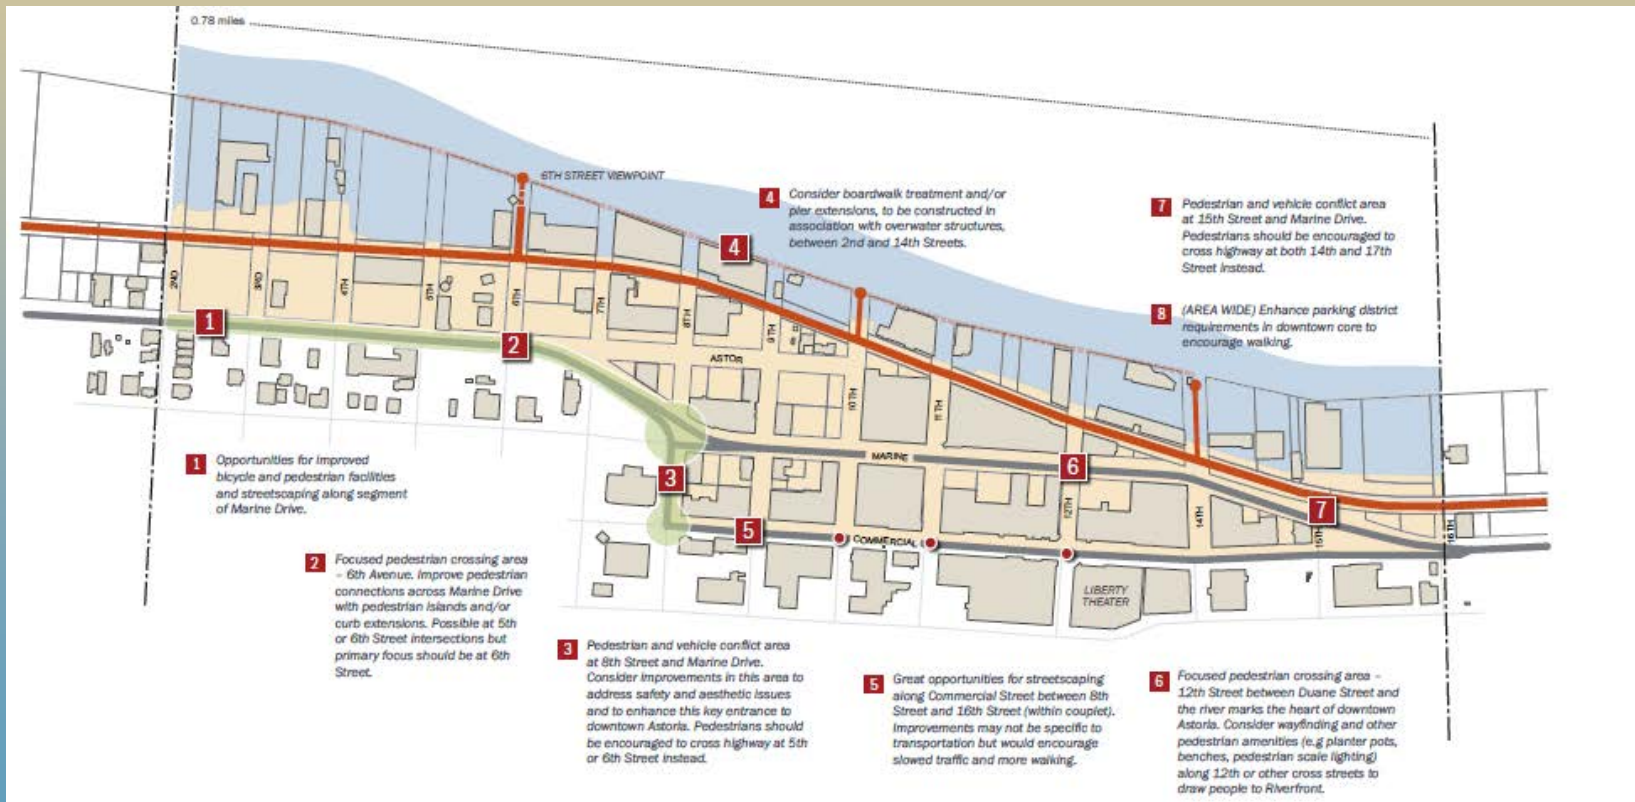 0.78 miles
6TH STREET VIEWPOINT
4
Consider boardwalk treatment and/or
pier extensions, to be constructed in
association with overwater structures,
between 2nd and 14th Streets.
7
Pedestrian and vehicle conflict area
at 15th Street and Marine Drive.
Pedestrians should be encouraged to
cross highway at both 14th and 17th
Street instead.
8
(AREA WIDE) Enhance parking district
requirements in downtown core to
encourage walking.
4
2ND
3RD
4TH
5TH
6TH
7TH
8TH
9TH
10TH
11TH
12TH
14TH
15TH
16TH
1
2
ASTOR
MARINE
6
3
5
COMMERCIAL
7
LIBERTY
THEATER
1
Opportunities for improved
bicycle and pedestrian facilities
and streetscaping along segment
of Marine Drive.
2
Focused pedestrian crossing area
– 6th Avenue. Improve pedestrian
connections across Marine Drive
with pedestrian islands and/or
curb extensions. Possible at 5th
or 6th Street intersections but
primary focus should be at 6th
Street.
3
Pedestrian and vehicle conflict area
at 8th Street and Marine Drive.
Consider improvements in this area to
address safety and aesthetic issues
and to enhance this key entrance to
downtown Astoria. Pedestrians should
be encouraged to cross highway at 5th
or 6th Street instead.
5
Great opportunities for streetscaping
along Commercial Street between 8th
Street and 16th Street (within couplet).
Improvements may not be specific to
transportation but would encourage
slowed traffic and more walking.
6
Focused pedestrian crossing area –
12th Street between Duane Street and
the river marks the heart of downtown
Astoria. Consider wayfinding and other
pedestrian amenities (e.g planter pots,
benches, pedestrian scale lighting)
along 12th or other cross streets to
draw people to Riverfront.